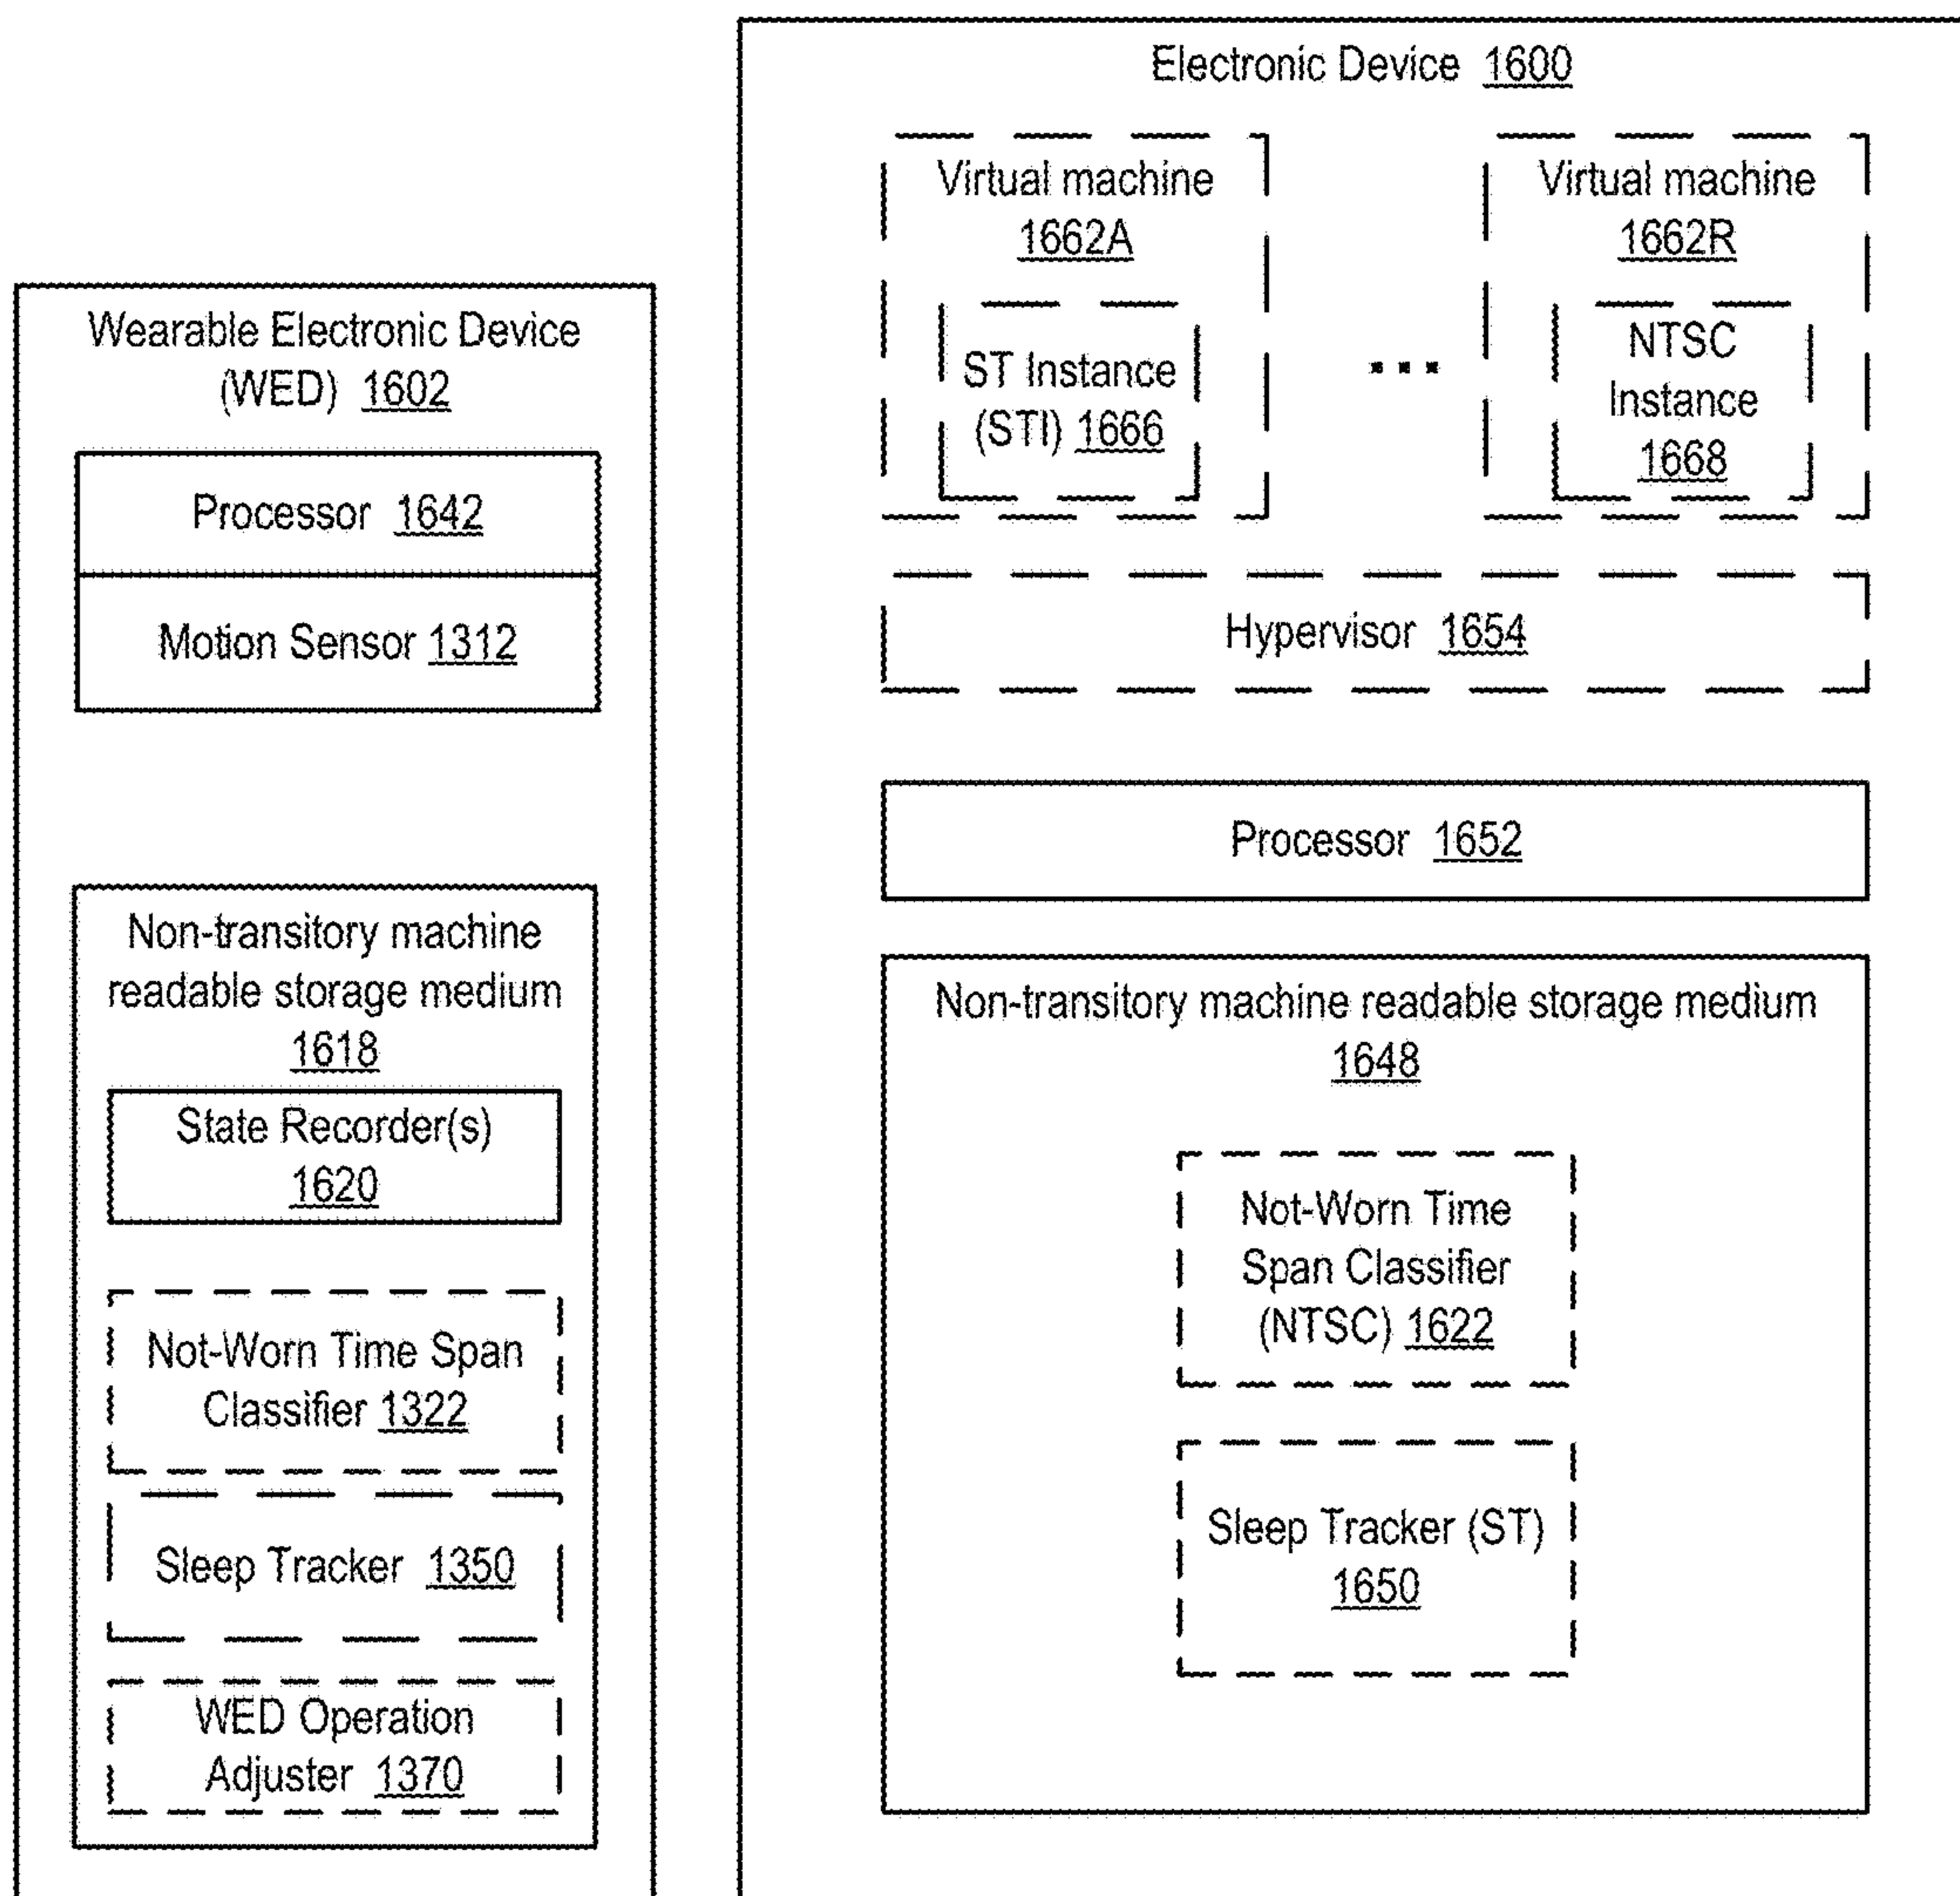 Wearable Electronic Device
(WED) 1602
Processor 1642
Motion Sensor 1312
Non-transitory machine
readable storage medium
1618
State Recorder(s)
1620
Not-Worn Time Span
Classifier 1322
Sleep Tracker 1350
WED Operation
Adjuster 1370
Electronic Device 1600
Virtual machine
1662A
ST Instance
(STI) 1666
...
Virtual machine
1662R
NTSC
Instance
1668
Hypervisor 1654
Processor 1652
Non-transitory machine readable storage medium
1648
Not-Worn Time
Span Classifier
(NTSC) 1622
Sleep Tracker (ST)
1650